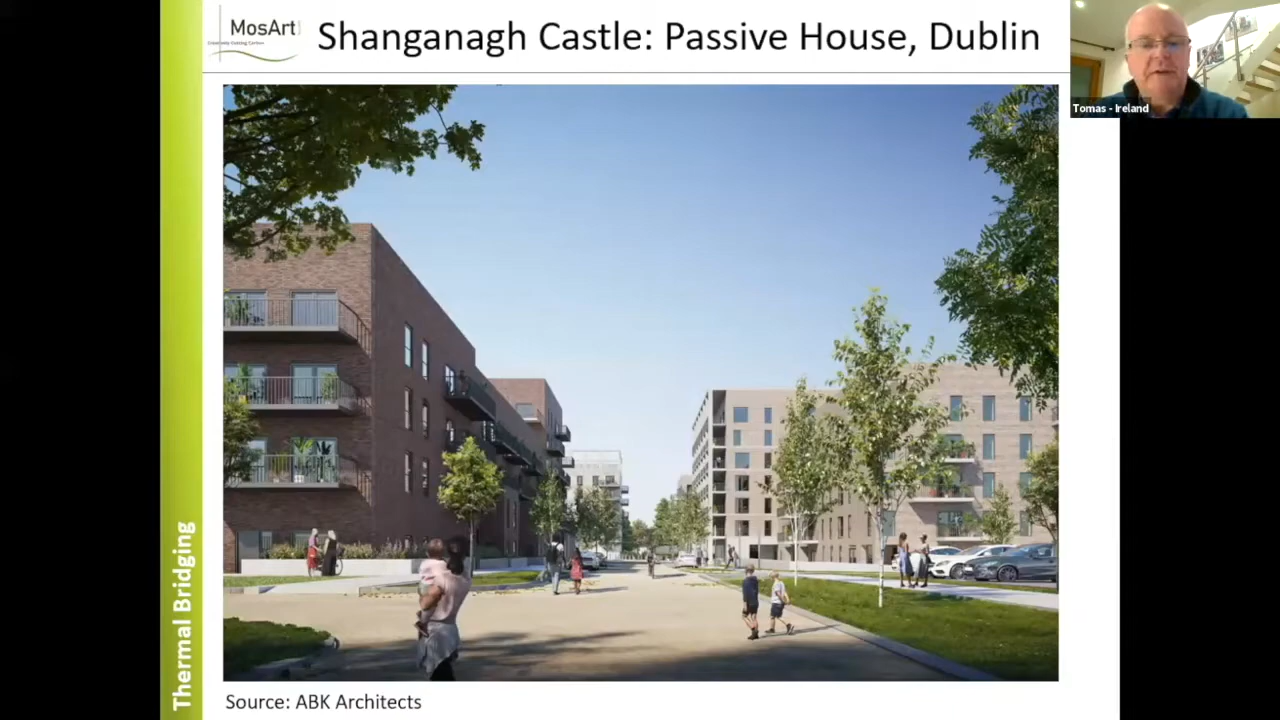 MosArt
Shanganagh Castle: Passive House, Dublin
Tomas - Ireland
Thermal Bridging
Source: ABK Architects